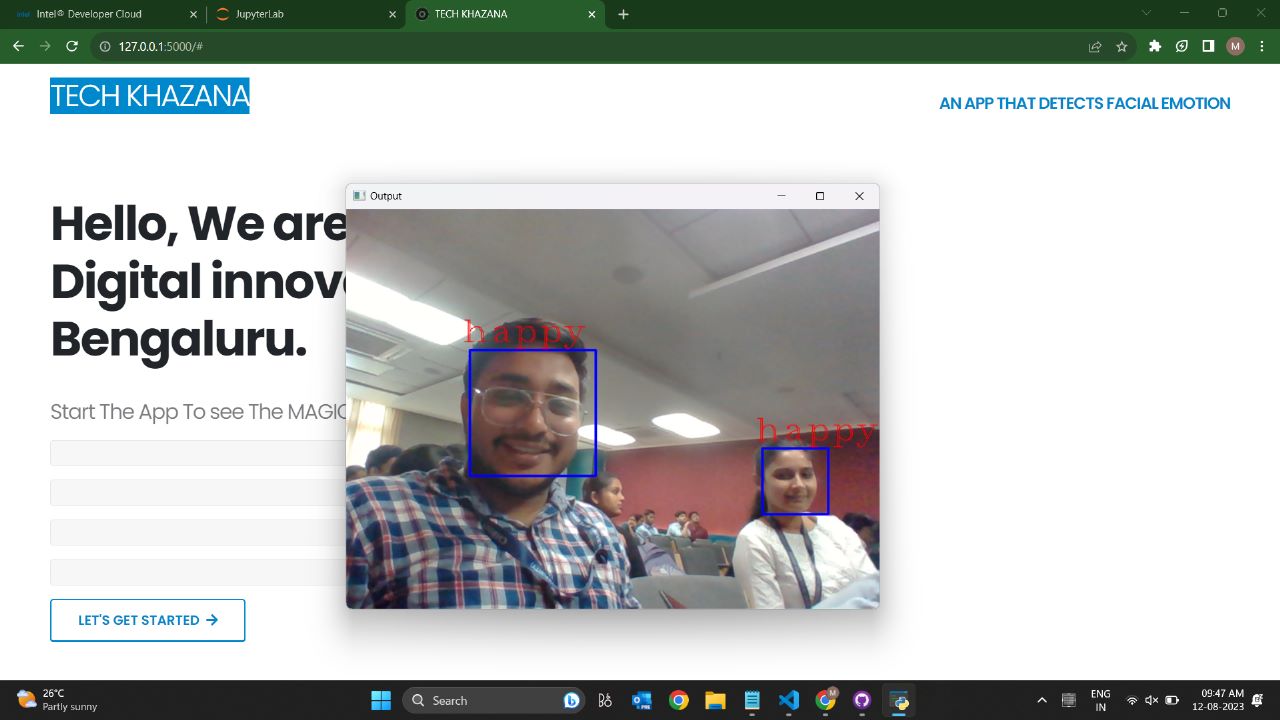 Intel® Developer Cloud
JupyterLab
TECH KHAZANA
127.0.0.1:5000/#
M
TECH KHAZANA
AN APP THAT DETECTS FACIAL EMOTION
Output
Hello, We are
Digital innov
Bengaluru.
happy
happy
Start The App To see The MAGIC
LET'S GET STARTED
26°C
Partly sunny
Search
M
ENG
IN
09:47 AM
12-08-2023